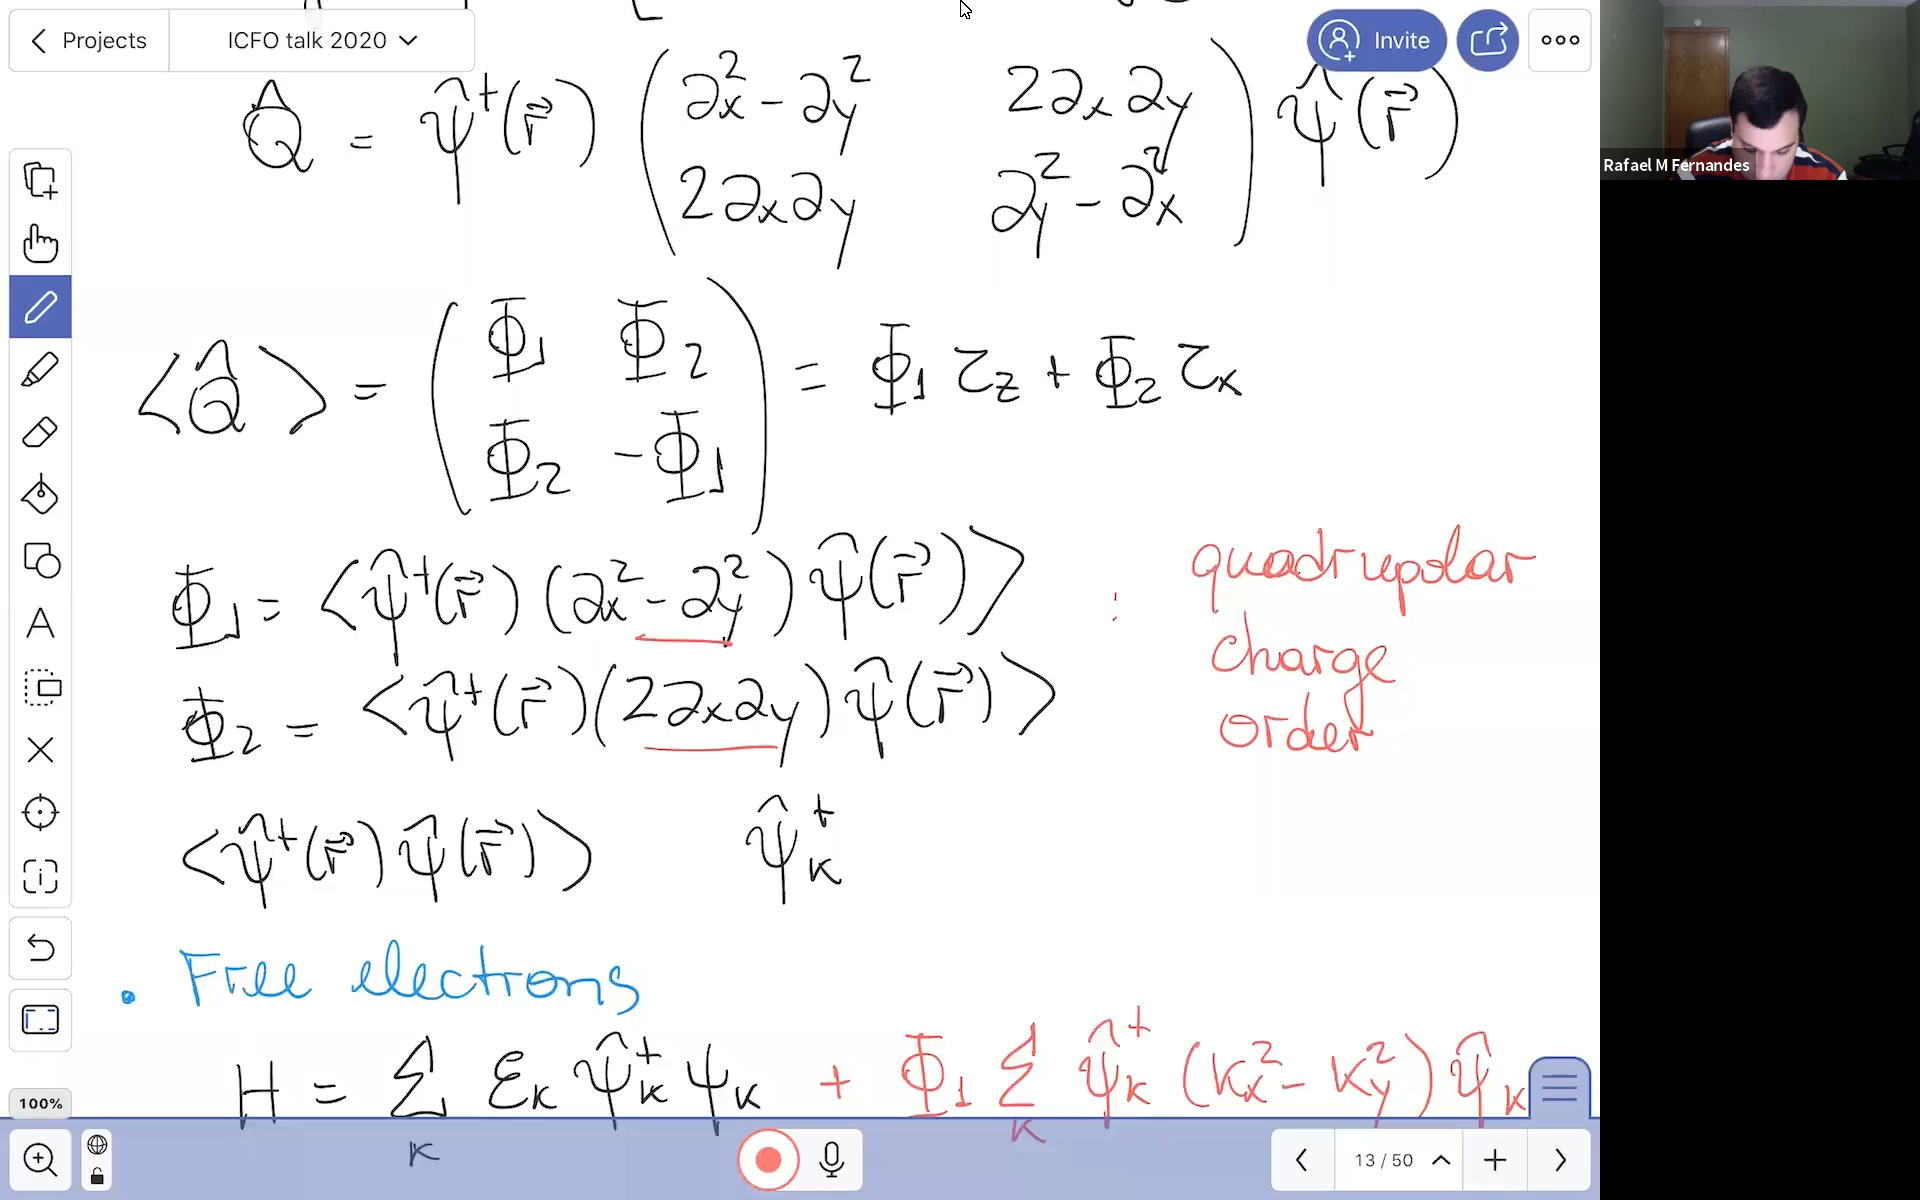 Projects
ICFO talk 2020
Invite
Q̂ = ψ̂†(r⃗) ( ∂x² - ∂y² 2∂x∂y ) ψ̂(r⃗)
2∂x∂y ∂y² - ∂x²
⟨Q̂⟩ = ( Φ1 Φ2 ) = Φ1 τz + Φ2 τx
Φ2 -Φ1
Φ1 = ⟨ψ̂†(r⃗)(∂x² - ∂y²)ψ̂(r⃗)⟩ : quadrupolar
charge
order
Φ2 = ⟨ψ̂†(r⃗)(2∂x∂y)ψ̂(r⃗)⟩
⟨ψ̂†(r⃗)ψ̂(r⃗)⟩ ψ̂†K
. Free electrons
H = Σ εK ψ̂†K ψK + Φ1 Σ ψ̂†K (Kx² - Ky²) ψ̂K
K K
A
100%
13 / 50
Rafael M Fernandes